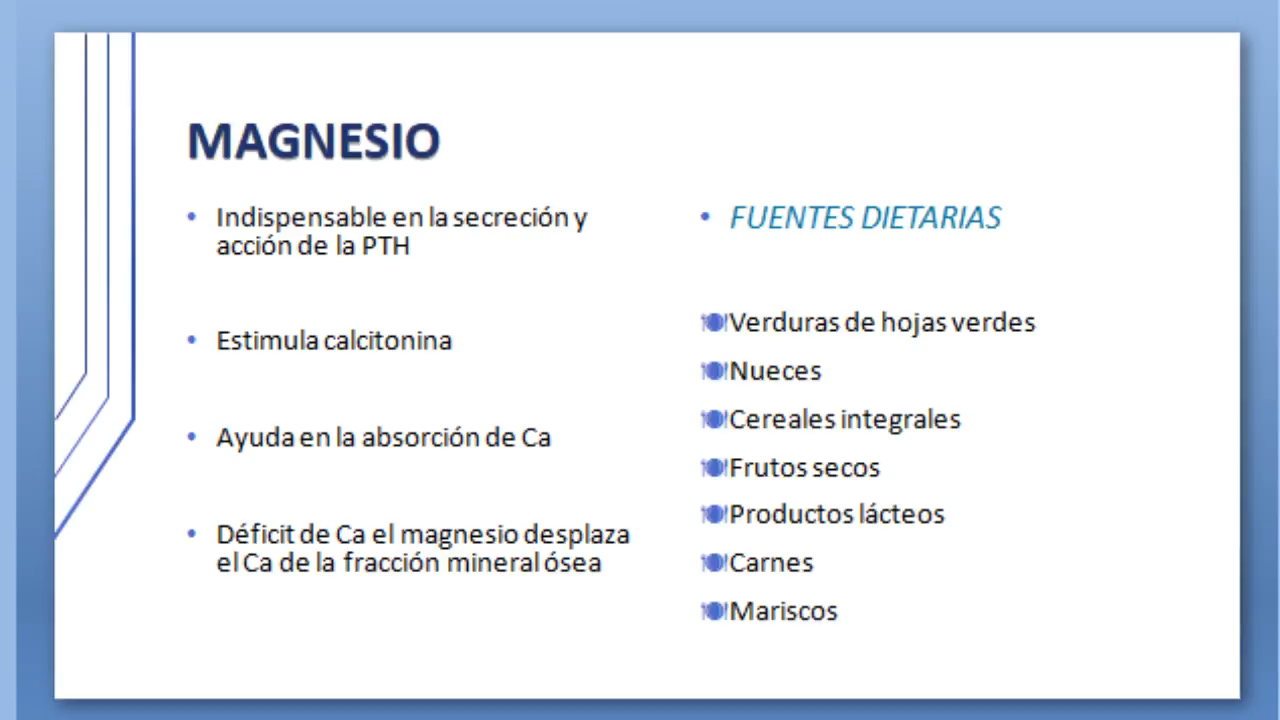 MAGNESIO
• Indispensable en la secreción y
acción de la PTH
• Estimula calcitonina
• Ayuda en la absorción de Ca
• Déficit de Ca el magnesio desplaza
el Ca de la fracción mineral ósea
• FUENTES DIETARIAS
Verduras de hojas verdes
Nueces
Cereales integrales
Frutos secos
Productos lácteos
Carnes
Mariscos